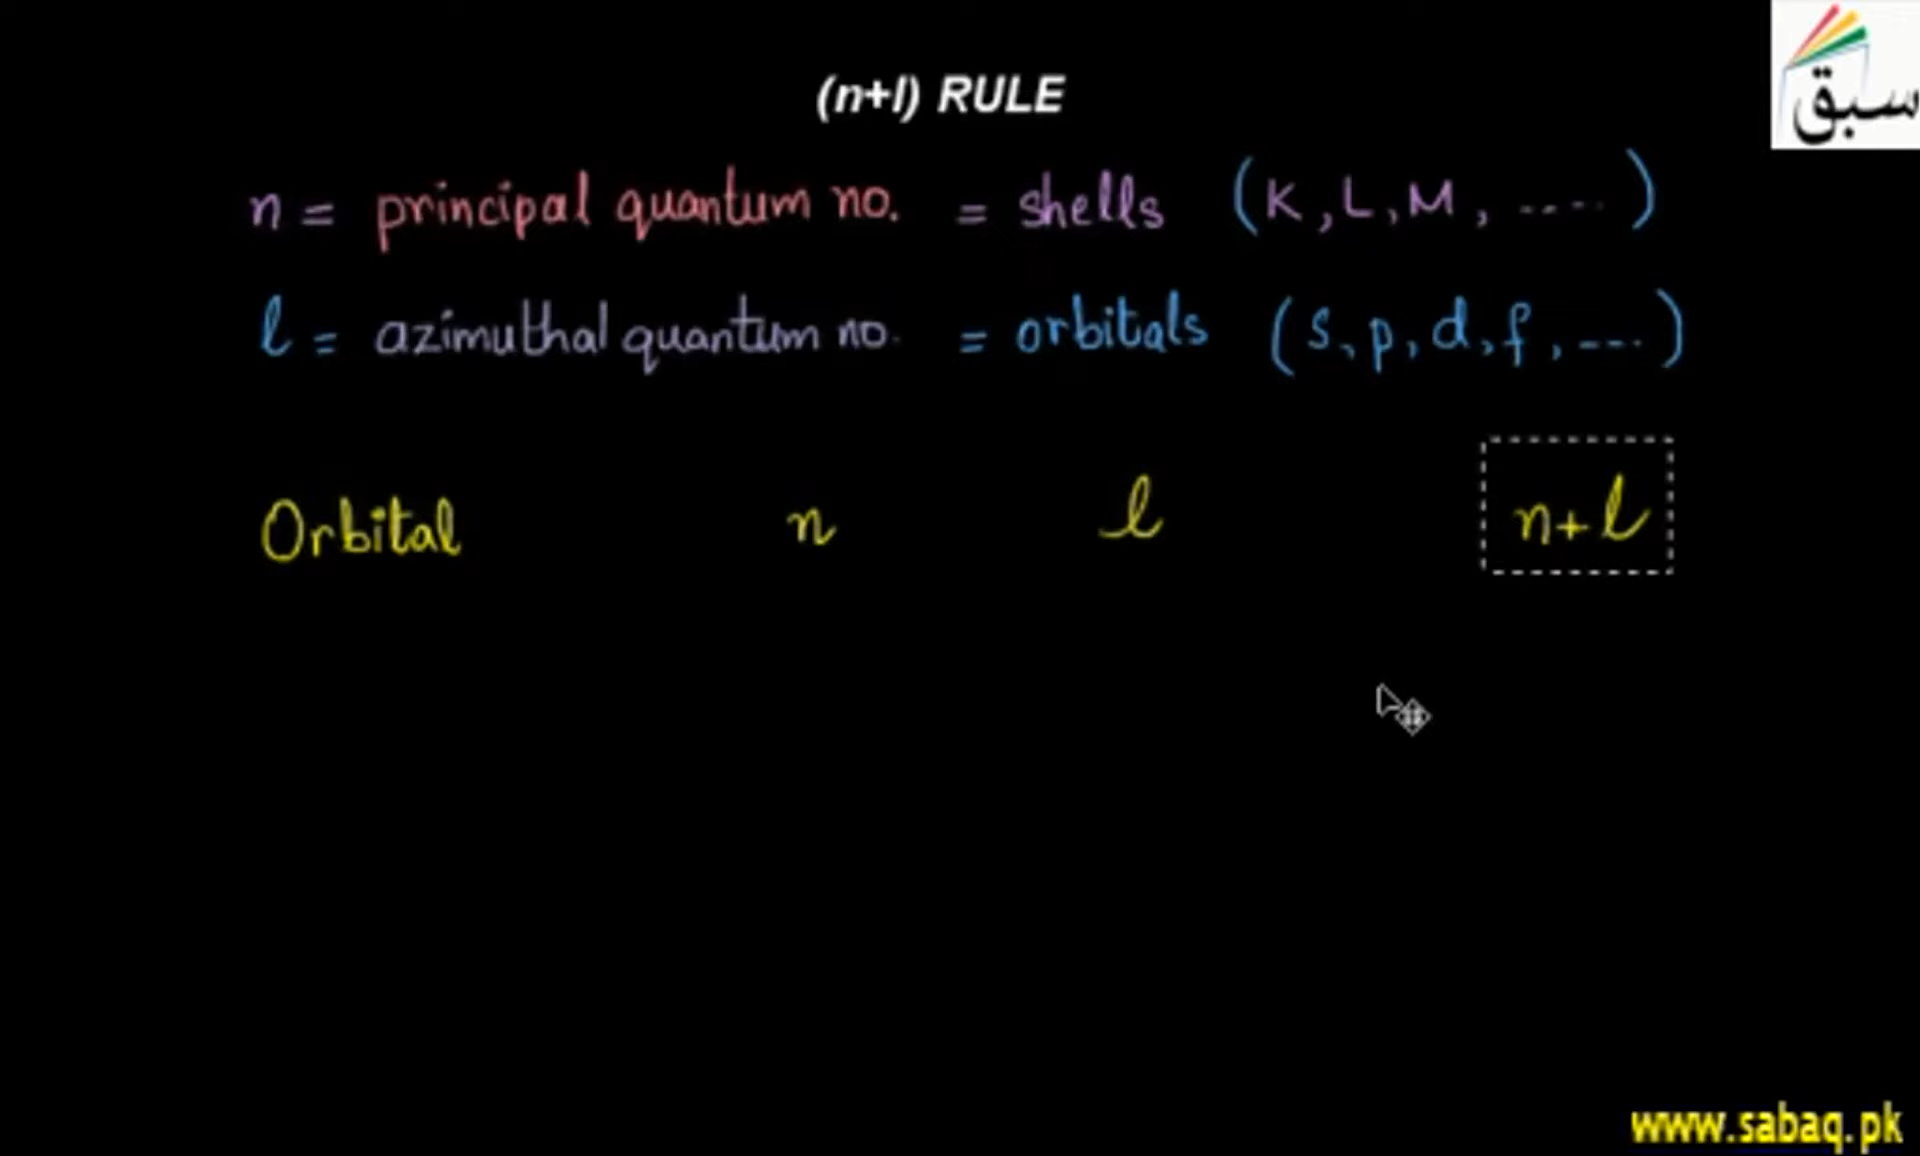 سبق
(n+l) RULE
n = principal quantum no. = shells (K, L, M, ....)
l = azimuthal quantum no. = orbitals (s, p, d, f, ....)
Orbital n l n+l
www.sabaq.pk